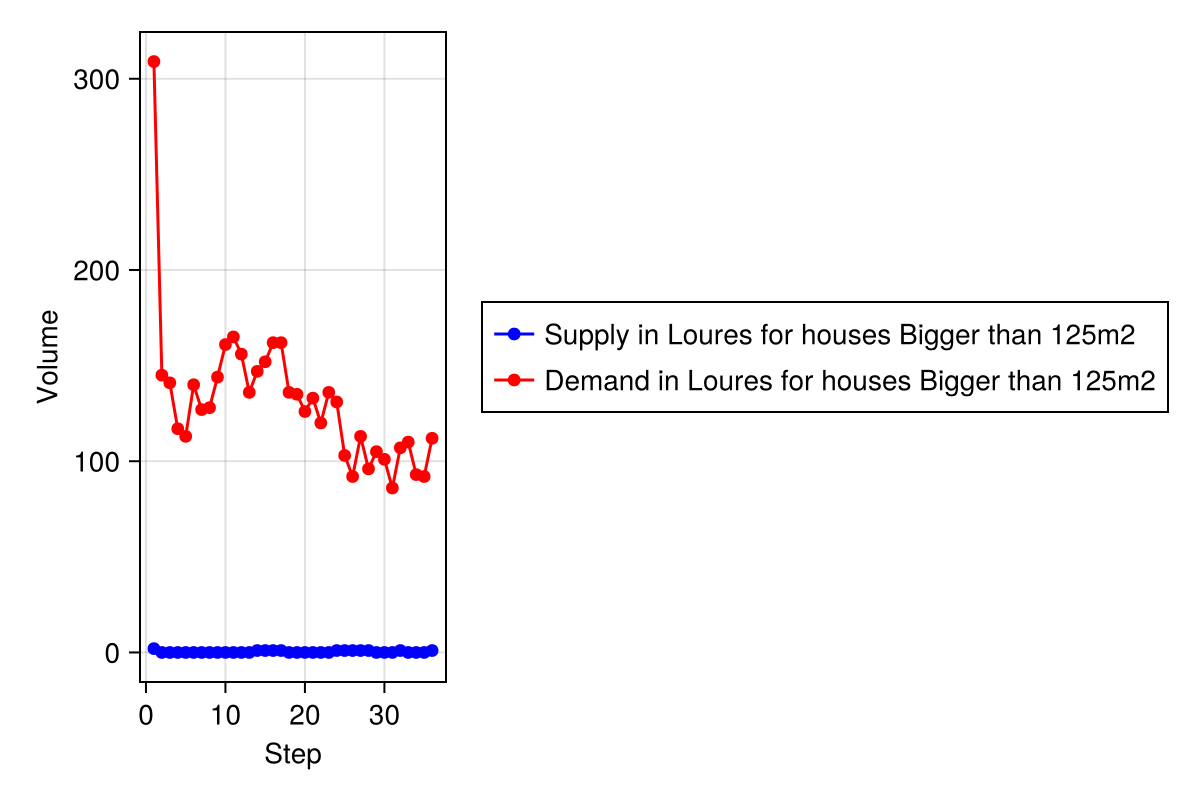 300
200
100
0
Volume
0 10 20 30
Step
Supply in Loures for houses Bigger than 125m2
Demand in Loures for houses Bigger than 125m2